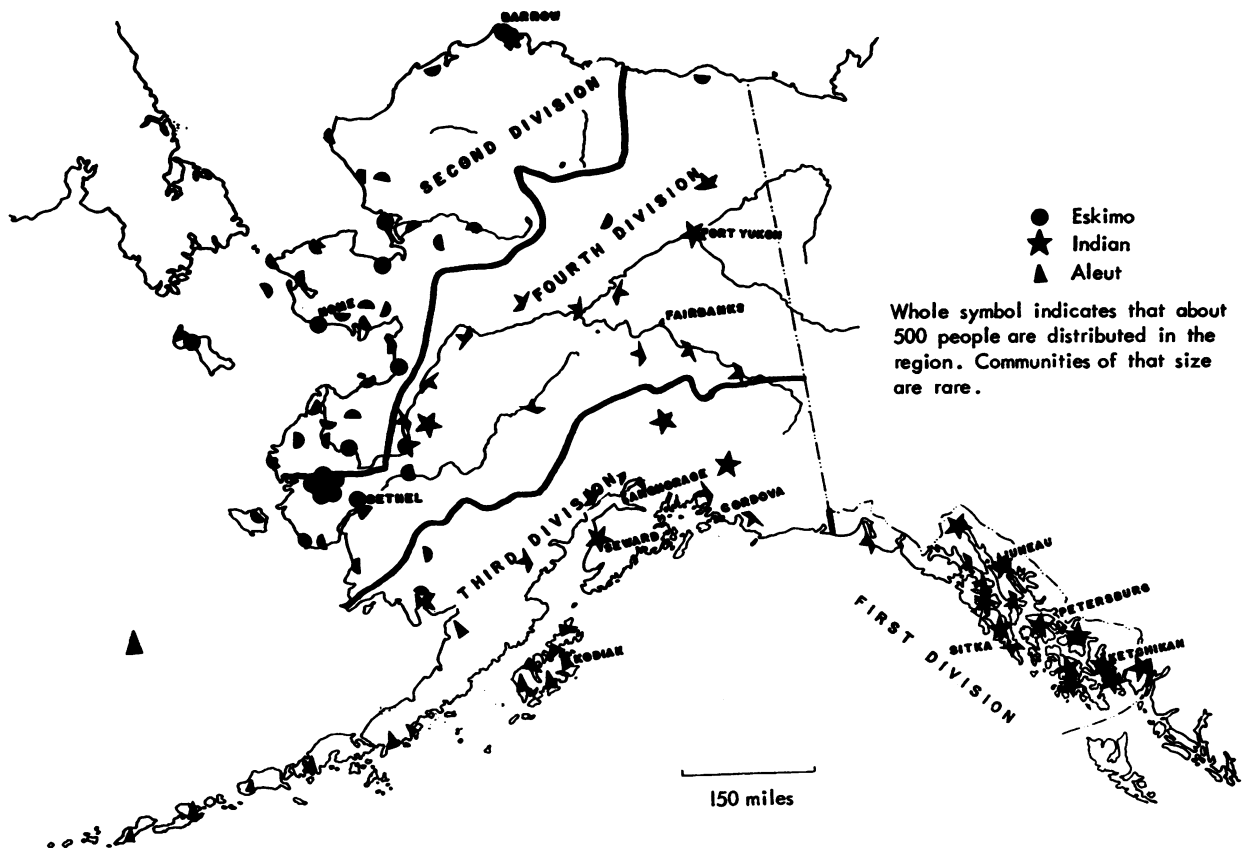 BARROW
SECOND DIVISION
FOURTH DIVISION
FORT YUKON
NOME
FAIRBANKS
Eskimo
Indian
Aleut
Whole symbol indicates that about
500 people are distributed in the
region. Communities of that size
are rare.
BETHEL
THIRD DIVISION
ANCHORAGE
CORDOVA
SEWARD
JUNEAU
FIRST DIVISION
PETERSBURG
SITKA
KETCHIKAN
KODIAK
150 miles